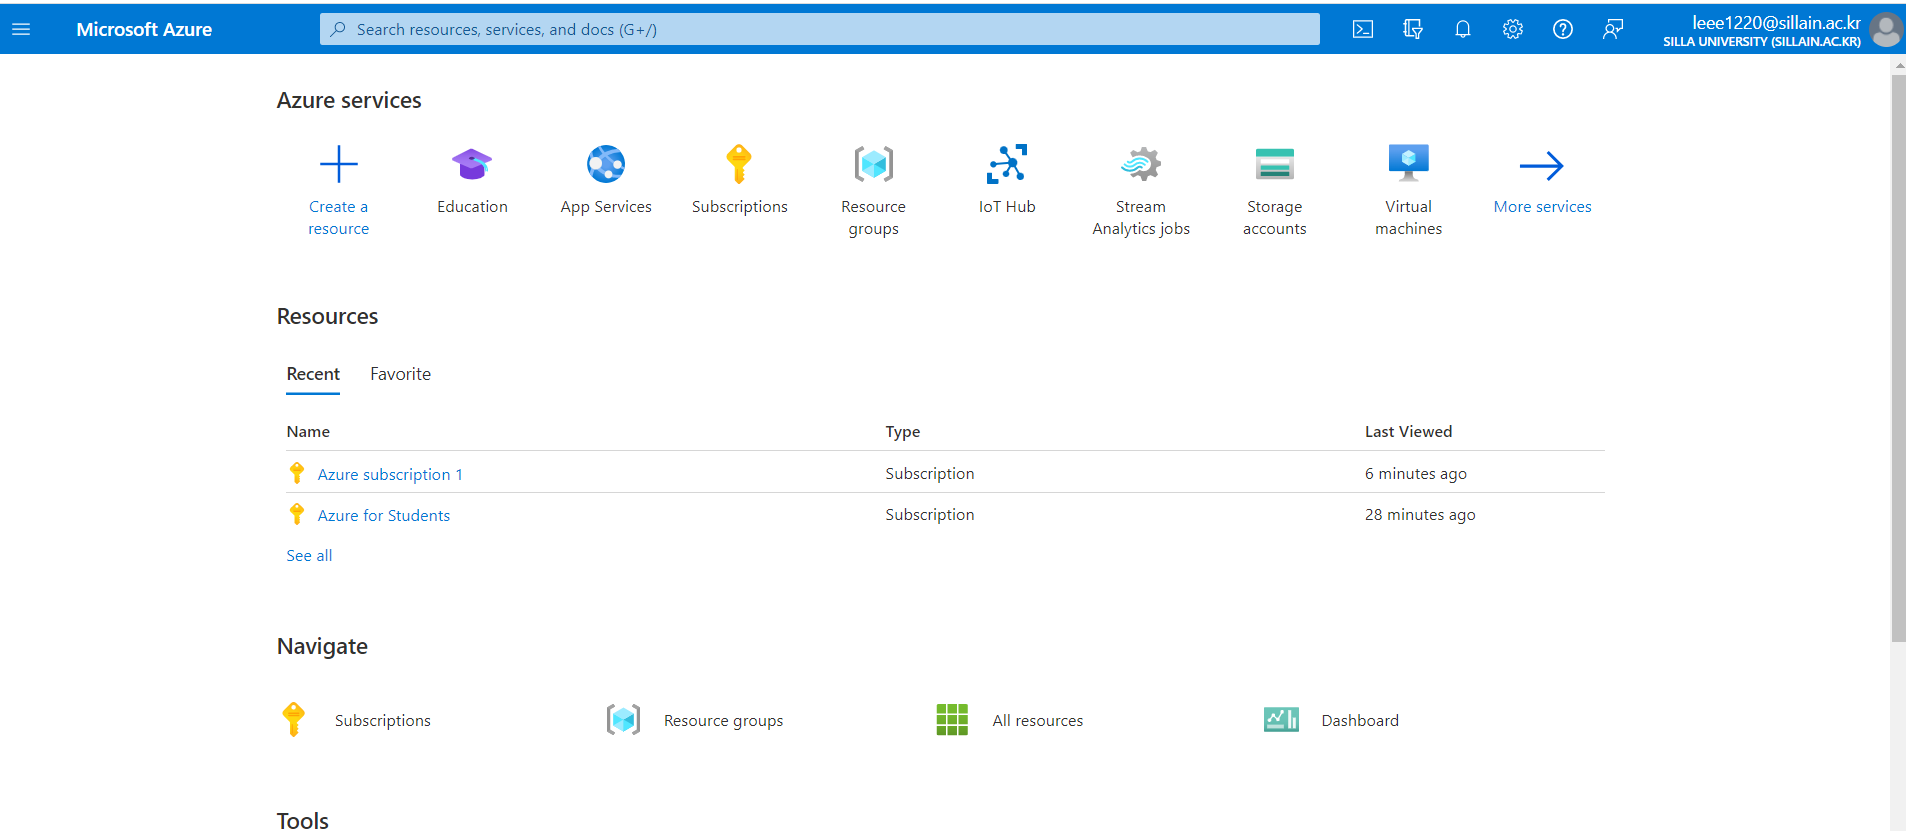 Microsoft Azure
Search resources, services, and docs (G+/)
leee1220@sillain.ac.kr
SILLA UNIVERSITY (SILLAIN.AC.KR)
Azure services
Create a
resource
Education
App Services
Subscriptions
Resource
groups
IoT Hub
Stream
Analytics jobs
Storage
accounts
Virtual
machines
More services
Resources
Recent Favorite
Name Type Last Viewed
Azure subscription 1 Subscription 6 minutes ago
Azure for Students Subscription 28 minutes ago
See all
Navigate
Subscriptions Resource groups All resources Dashboard
Tools